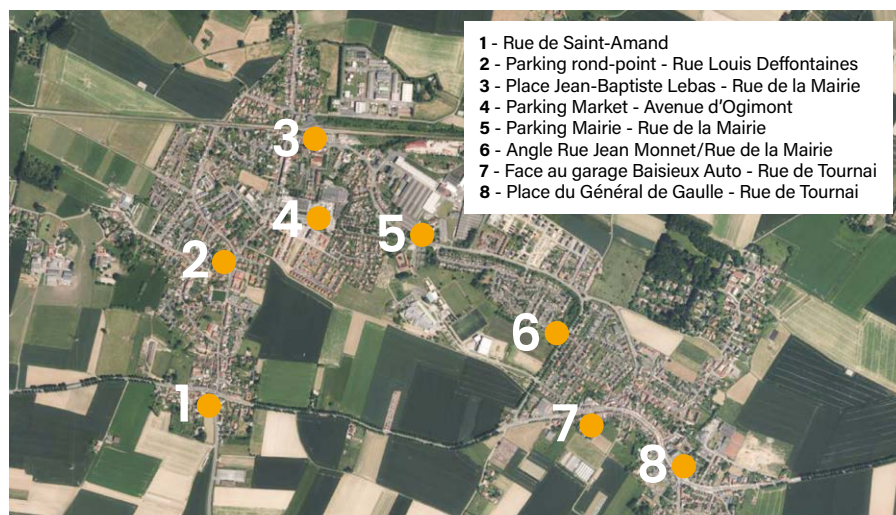 1 - Rue de Saint-Amand
2 - Parking rond-point - Rue Louis Deffontaines
3 - Place Jean-Baptiste Lebas - Rue de la Mairie
4 - Parking Market - Avenue d'Ogimont
5 - Parking Mairie - Rue de la Mairie
6 - Angle Rue Jean Monnet/Rue de la Mairie
7 - Face au garage Baisieux Auto - Rue de Tournai
8 - Place du Général de Gaulle - Rue de Tournai
3
4
5
2
6
1
7
8